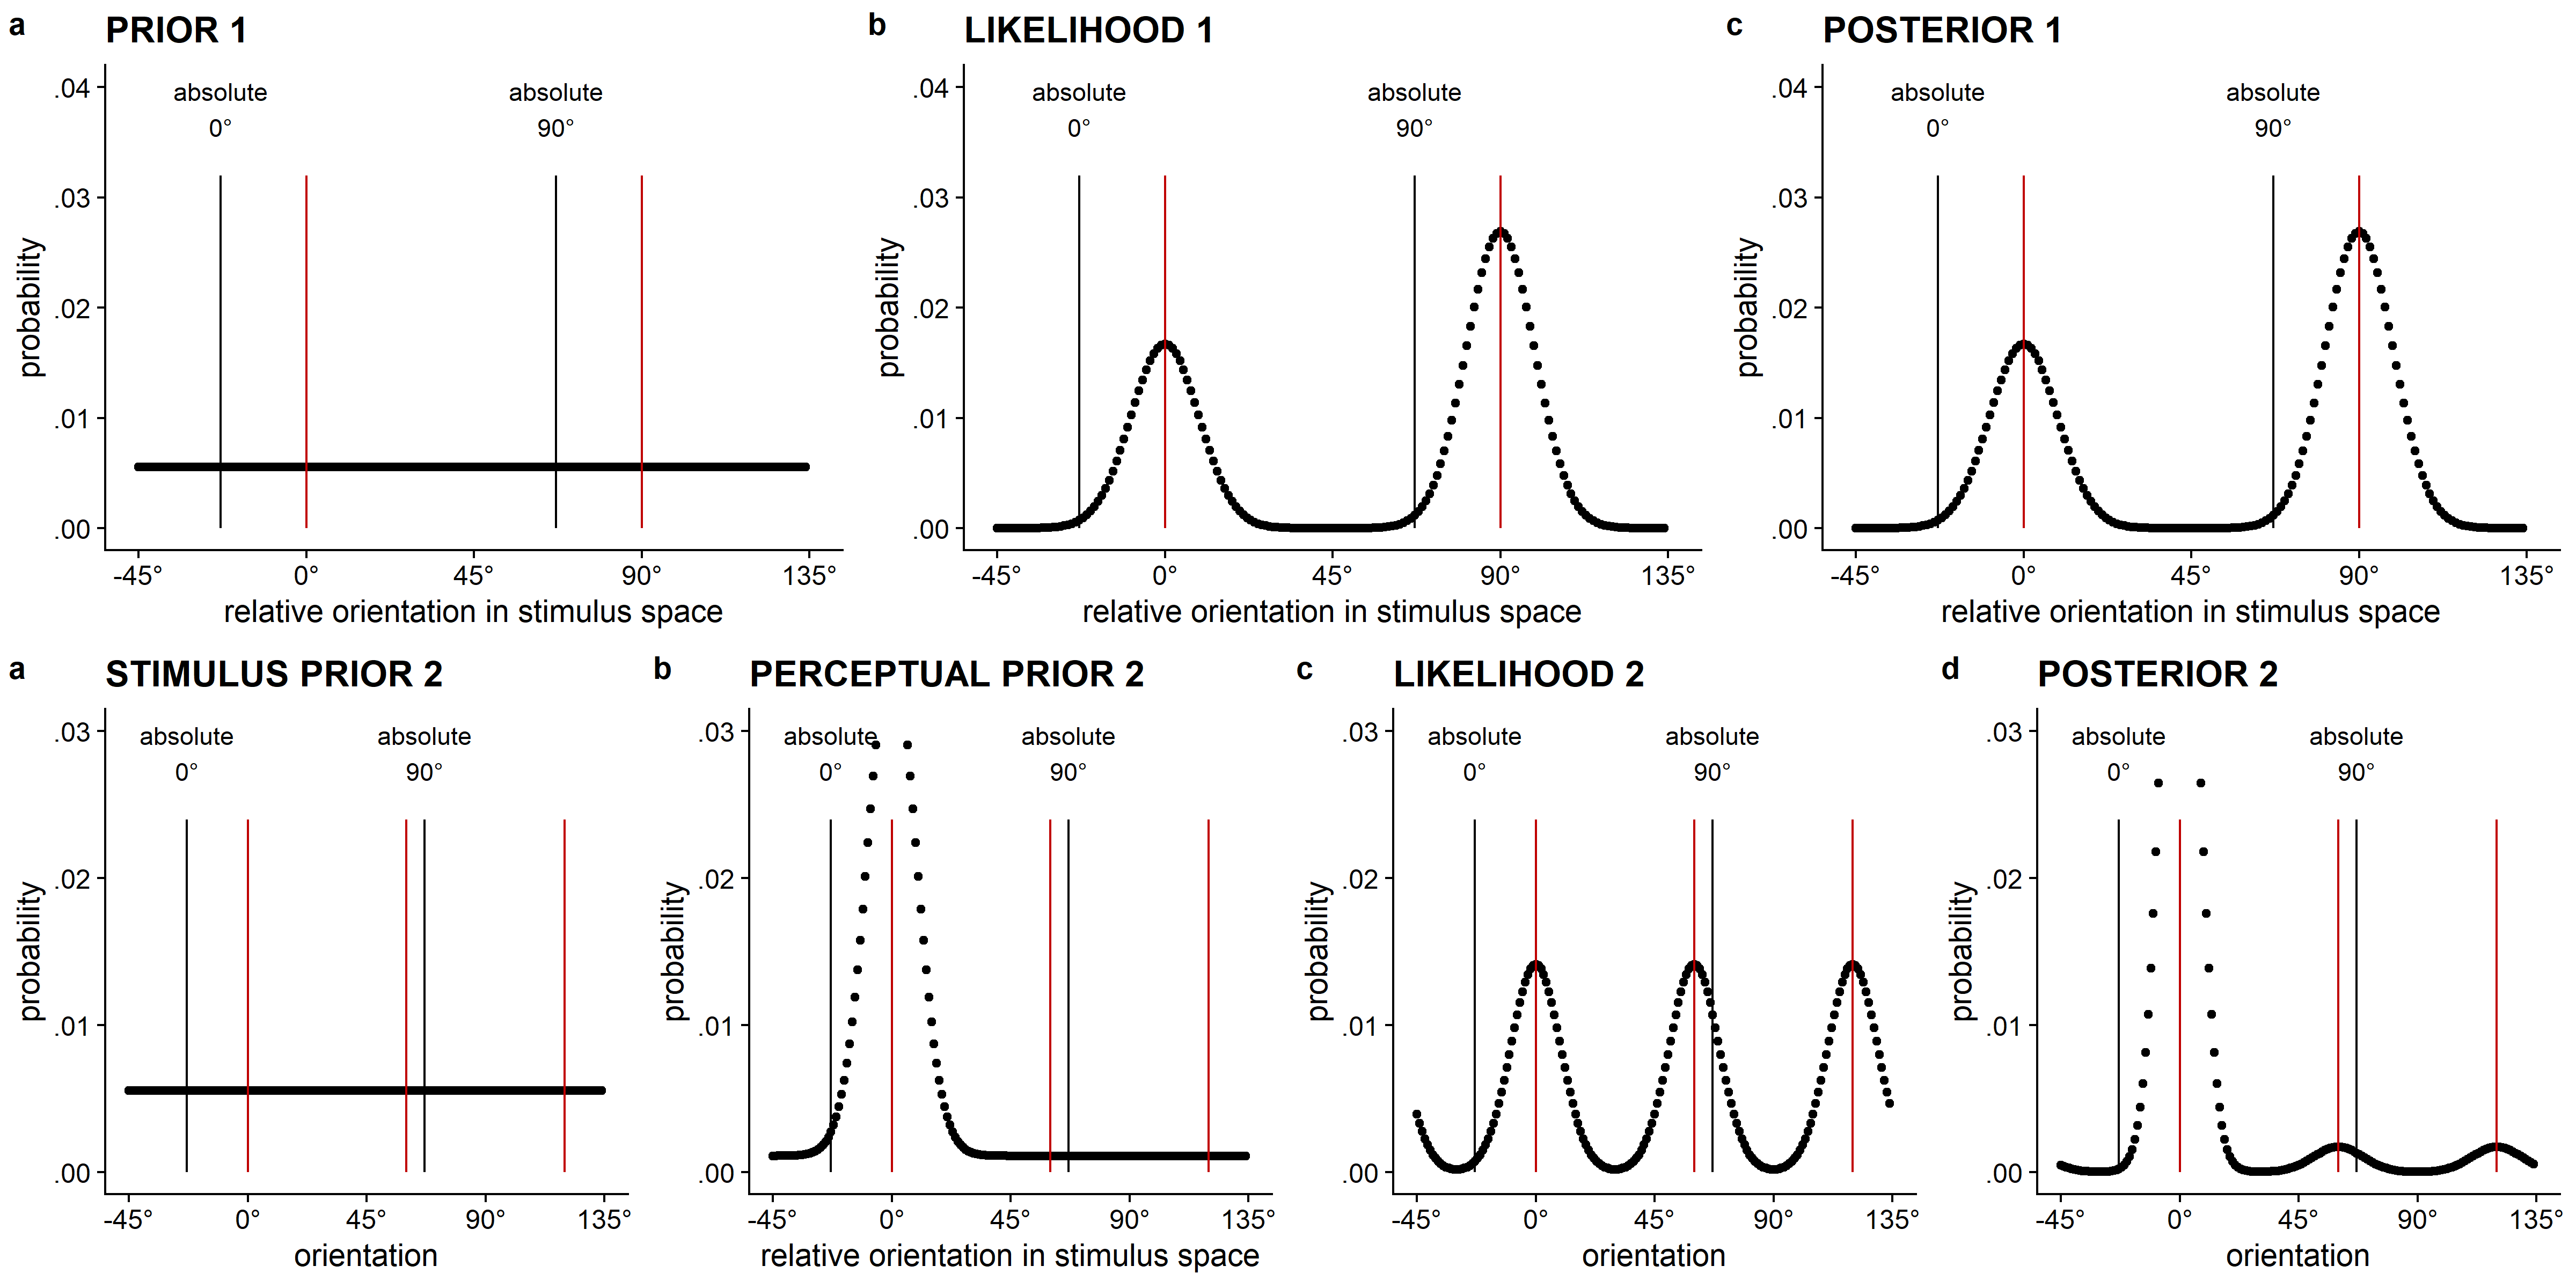 a PRIOR 1
.04
.03
.02
.01
.00
probability
absolute
0°
absolute
90°
-45° 0° 45° 90° 135°
relative orientation in stimulus space
b LIKELIHOOD 1
.04
.03
.02
.01
.00
probability
absolute
0°
absolute
90°
-45° 0° 45° 90° 135°
relative orientation in stimulus space
c POSTERIOR 1
.04
.03
.02
.01
.00
probability
absolute
0°
absolute
90°
-45° 0° 45° 90° 135°
relative orientation in stimulus space
a STIMULUS PRIOR 2
.03
.02
.01
.00
probability
absolute
0°
absolute
90°
-45° 0° 45° 90° 135°
orientation
b PERCEPTUAL PRIOR 2
.03
.02
.01
.00
probability
absolute
0°
absolute
90°
-45° 0° 45° 90° 135°
relative orientation in stimulus space
c LIKELIHOOD 2
.03
.02
.01
.00
probability
absolute
0°
absolute
90°
-45° 0° 45° 90° 135°
orientation
d POSTERIOR 2
.03
.02
.01
.00
probability
absolute
0°
absolute
90°
-45° 0° 45° 90° 135°
orientation